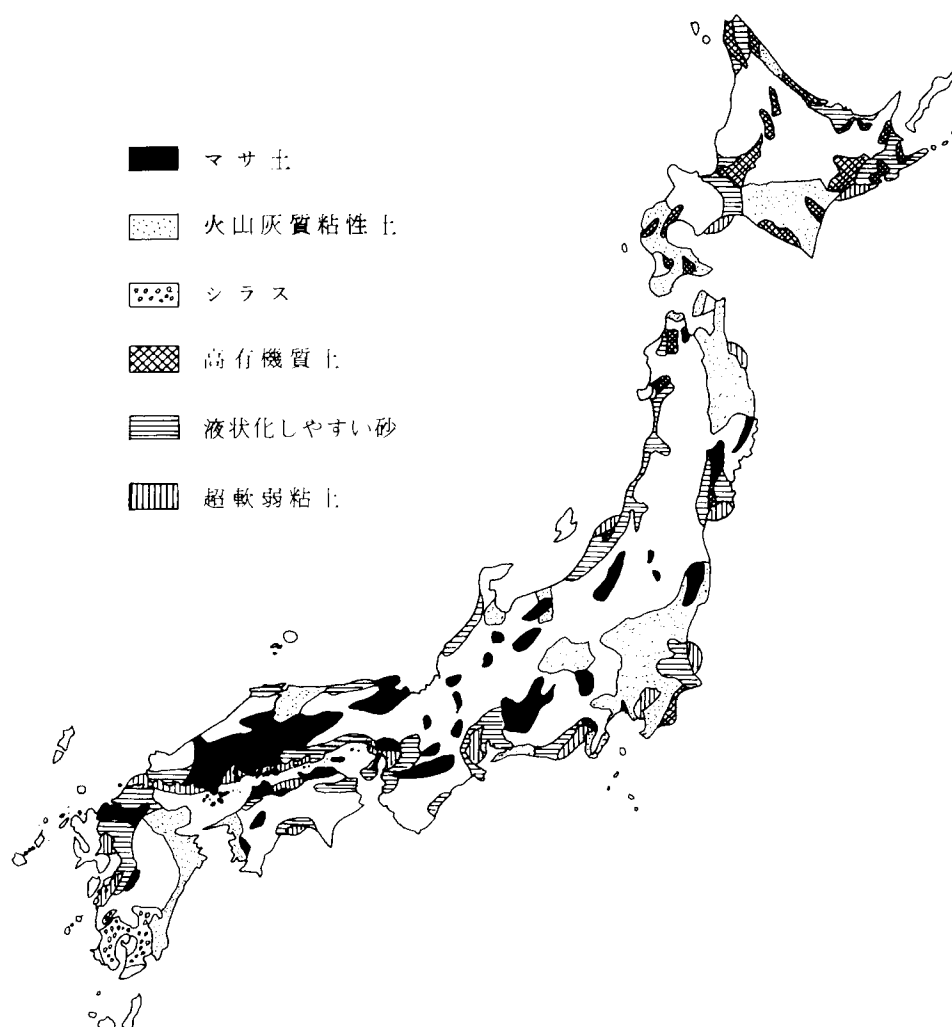 マサ土
火山灰質粘性土
シラス
高有機質土
液状化しやすい砂
超軟弱粘土